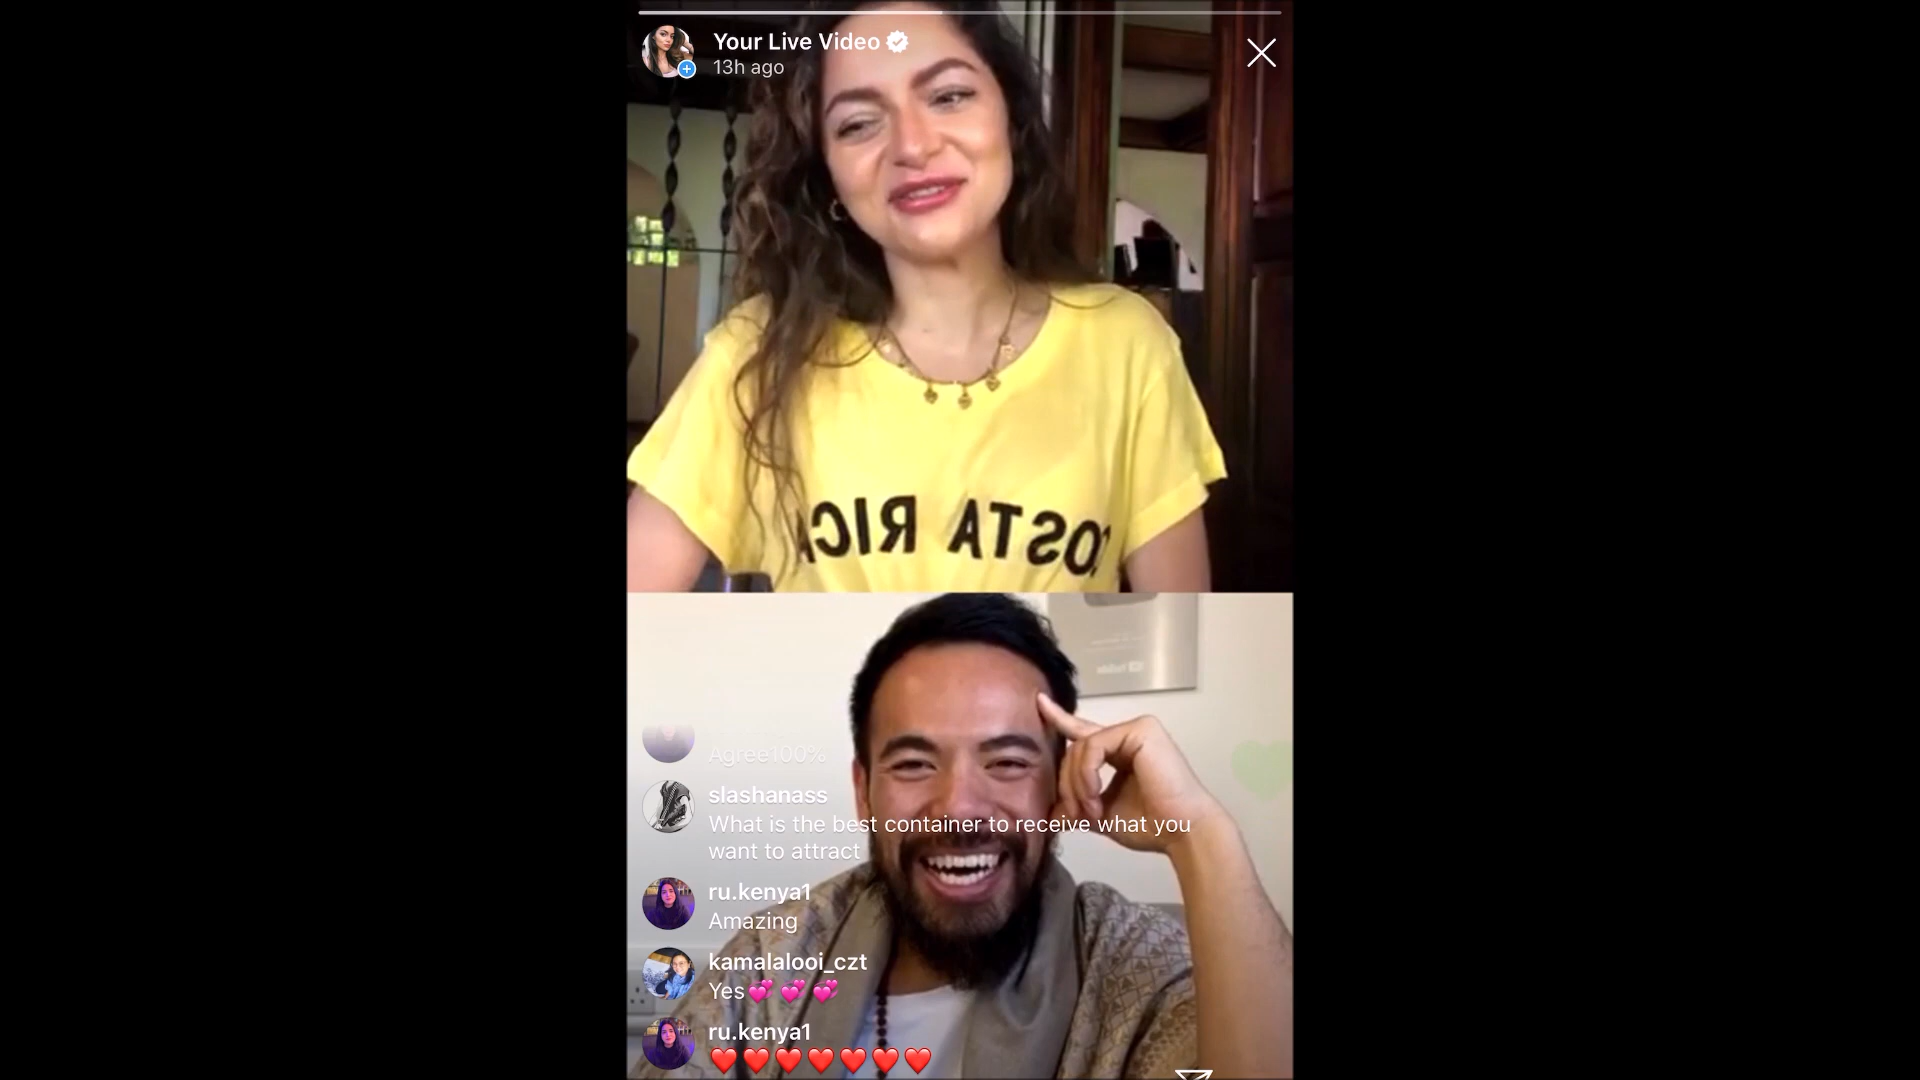 Your Live Video
13h ago
COSTA RICA
Agree100%
slashanass
What is the best container to receive what you
want to attract
ru.kenya1
Amazing
kamalalooi_czt
Yes💞 💞 💞
ru.kenya1
❤️❤️❤️❤️❤️❤️❤️